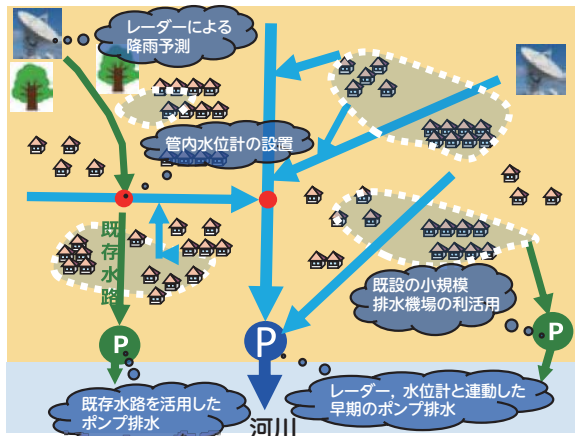 レーダーによる
降雨予測
管内水位計の設置
既存水路
既設の小規模
排水機場の利活用
P
P
P
既存水路を活用した
ポンプ排水
レーダー，水位計と連動した
早期のポンプ排水
河川